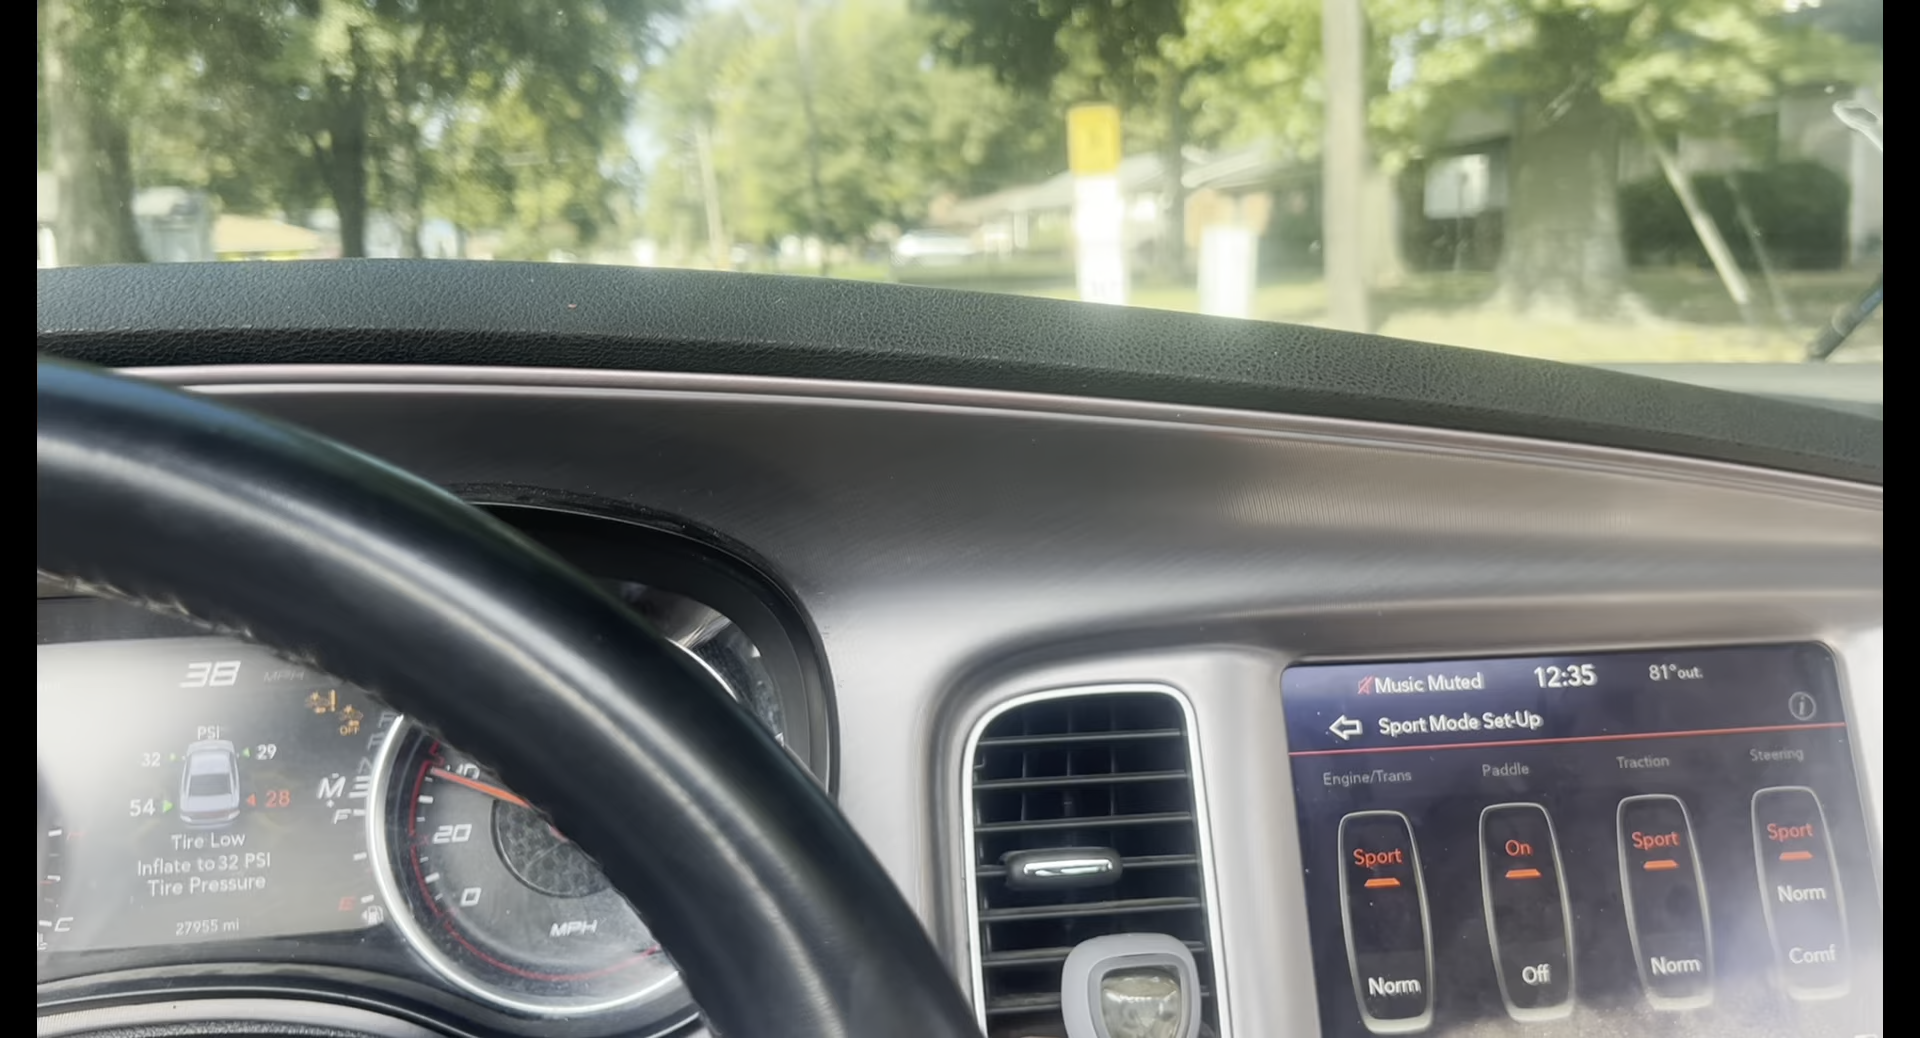 38 MPH
OFF
PSI
32 29
54 28
Tire Low
Inflate to 32 PSI
Tire Pressure
27955 mi
M3
F
E
C
20
0
MPH
Music Muted 12:35 81° out.
Sport Mode Set-Up
Engine/Trans Paddle Traction Steering
Sport On Sport Sport
Norm
Norm Off Norm Comf